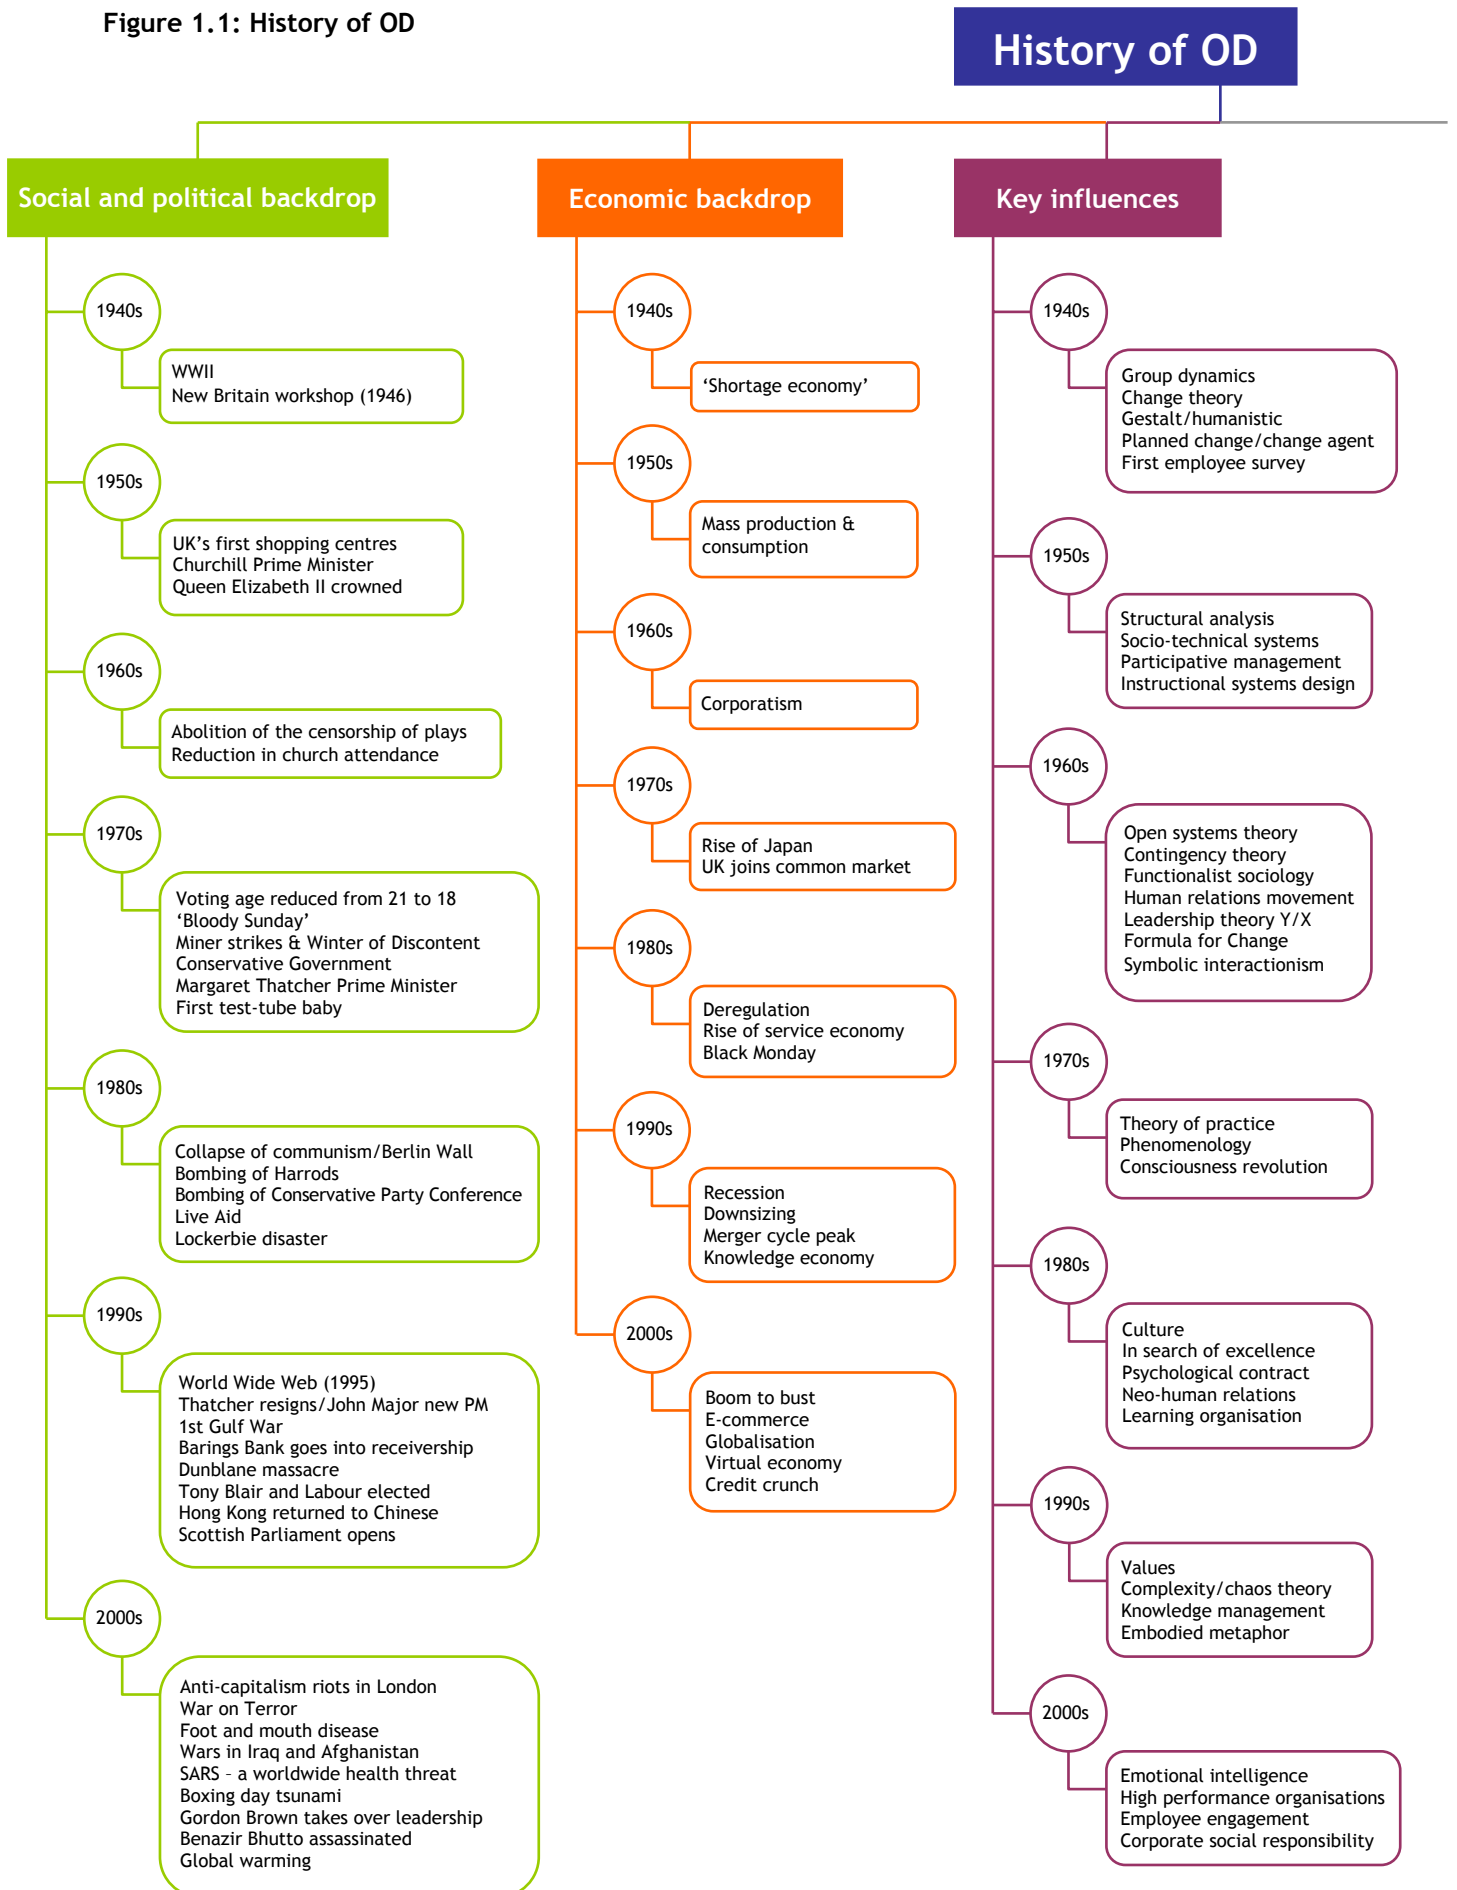 Figure 1.1: History of OD
History of OD
Social and political backdrop
1940s
WWII
New Britain workshop (1946)
1950s
UK's first shopping centres
Churchill Prime Minister
Queen Elizabeth II crowned
1960s
Abolition of the censorship of plays
Reduction in church attendance
1970s
Voting age reduced from 21 to 18
‘Bloody Sunday’
Miner strikes & Winter of Discontent
Conservative Government
Margaret Thatcher Prime Minister
First test-tube baby
1980s
Collapse of communism/Berlin Wall
Bombing of Harrods
Bombing of Conservative Party Conference
Live Aid
Lockerbie disaster
1990s
World Wide Web (1995)
Thatcher resigns/John Major new PM
1st Gulf War
Barings Bank goes into receivership
Dunblane massacre
Tony Blair and Labour elected
Hong Kong returned to Chinese
Scottish Parliament opens
2000s
Anti-capitalism riots in London
War on Terror
Foot and mouth disease
Wars in Iraq and Afghanistan
SARS – a worldwide health threat
Boxing day tsunami
Gordon Brown takes over leadership
Benazir Bhutto assassinated
Global warming
Economic backdrop
1940s
‘Shortage economy’
1950s
Mass production &
consumption
1960s
Corporatism
1970s
Rise of Japan
UK joins common market
1980s
Deregulation
Rise of service economy
Black Monday
1990s
Recession
Downsizing
Merger cycle peak
Knowledge economy
2000s
Boom to bust
E-commerce
Globalisation
Virtual economy
Credit crunch
Key influences
1940s
Group dynamics
Change theory
Gestalt/humanistic
Planned change/change agent
First employee survey
1950s
Structural analysis
Socio-technical systems
Participative management
Instructional systems design
1960s
Open systems theory
Contingency theory
Functionalist sociology
Human relations movement
Leadership theory Y/X
Formula for Change
Symbolic interactionism
1970s
Theory of practice
Phenomenology
Consciousness revolution
1980s
Culture
In search of excellence
Psychological contract
Neo-human relations
Learning organisation
1990s
Values
Complexity/chaos theory
Knowledge management
Embodied metaphor
2000s
Emotional intelligence
High performance organisations
Employee engagement
Corporate social responsibility